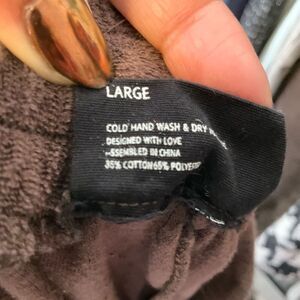 LARGE
COLD HAND WASH & DRY
DESIGNED WITH LOVE
ASSEMBLED IN CHINA
35% COTTON 65% POLYESTER